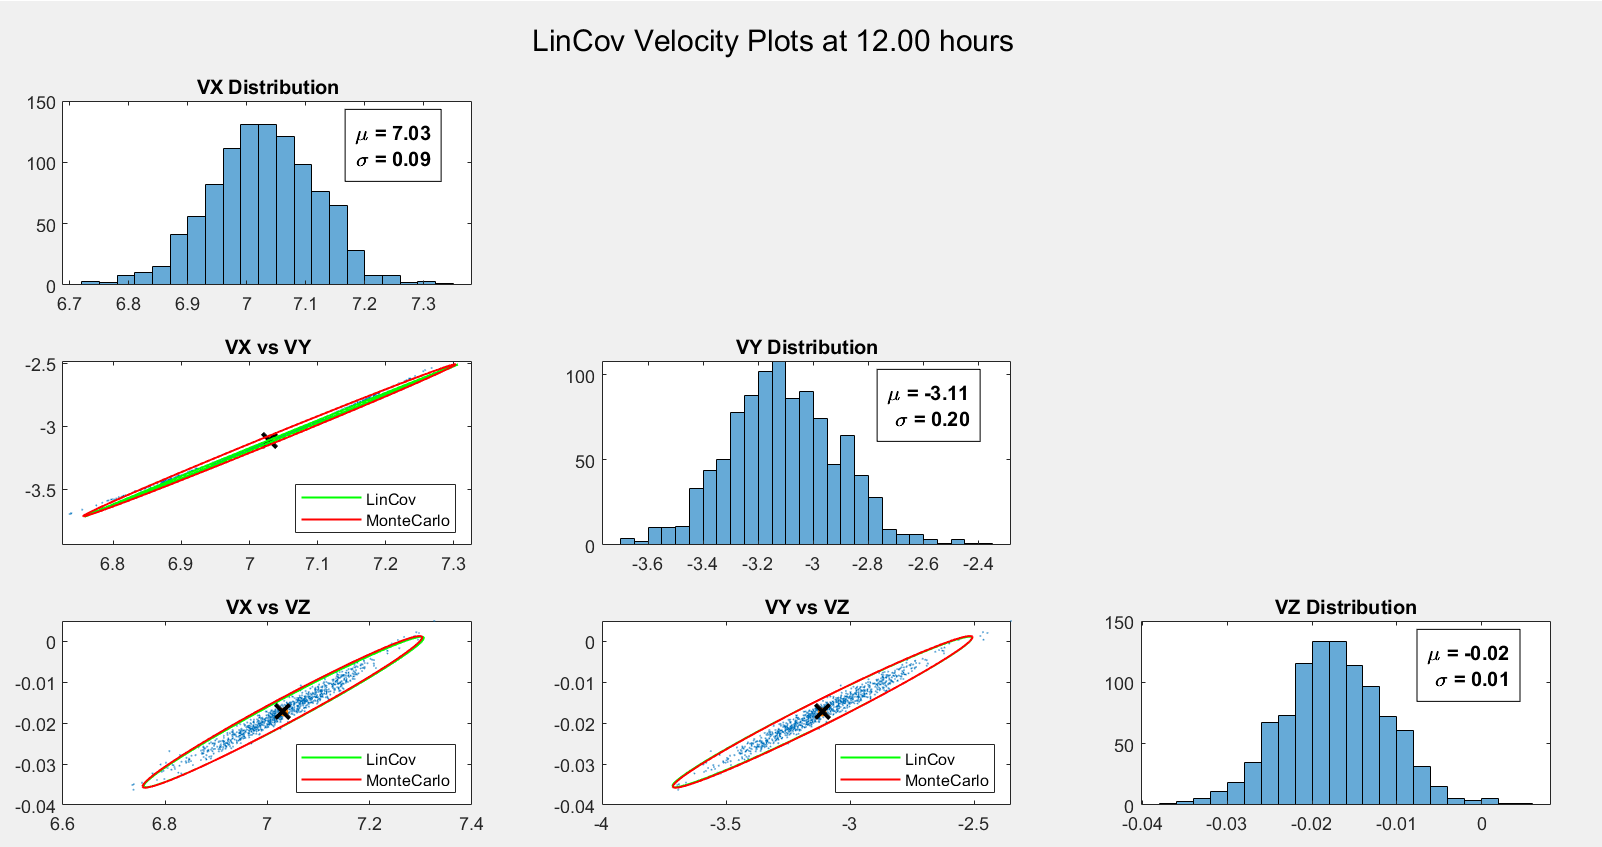 LinCov Velocity Plots at 12.00 hours
VX Distribution
150
100
50
0
6.7 6.8 6.9 7 7.1 7.2 7.3
μ = 7.03
σ = 0.09
VX vs VY
-2.5
-3
-3.5
6.8 6.9 7 7.1 7.2 7.3
LinCov
MonteCarlo
VY Distribution
100
50
0
-3.6 -3.4 -3.2 -3 -2.8 -2.6 -2.4
μ = -3.11
σ = 0.20
VX vs VZ
0
-0.01
-0.02
-0.03
-0.04
6.6 6.8 7 7.2 7.4
LinCov
MonteCarlo
VY vs VZ
0
-0.01
-0.02
-0.03
-0.04
-4 -3.5 -3 -2.5
LinCov
MonteCarlo
VZ Distribution
150
100
50
0
-0.04 -0.03 -0.02 -0.01 0
μ = -0.02
σ = 0.01